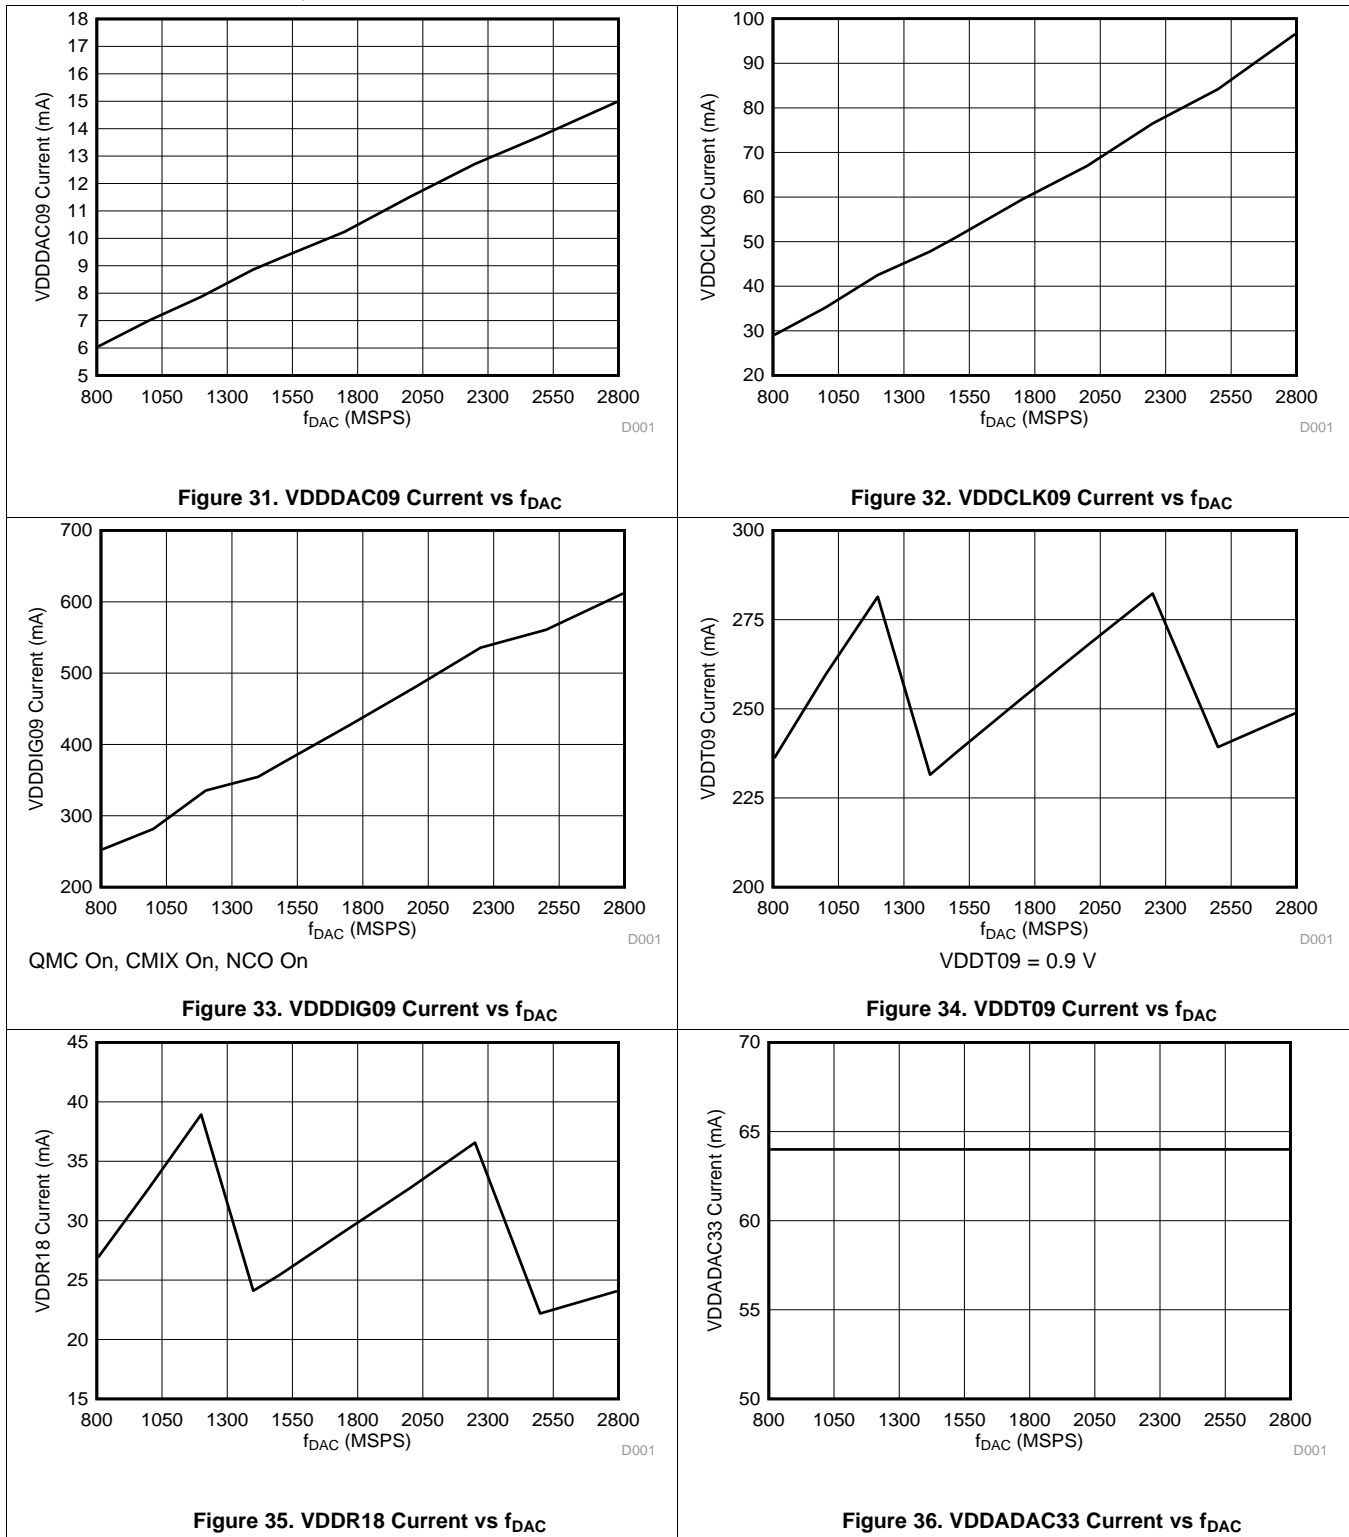 18
17
16
15
14
13
12
11
10
9
8
7
6
5
VDDDAC09 Current (mA)
800 1050 1300 1550 1800 2050 2300 2550 2800
fDAC (MSPS)
D001
Figure 31. VDDDAC09 Current vs fDAC
100
90
80
70
60
50
40
30
20
VDDCLK09 Current (mA)
800 1050 1300 1550 1800 2050 2300 2550 2800
fDAC (MSPS)
D001
Figure 32. VDDCLK09 Current vs fDAC
700
600
500
400
300
200
VDDDIG09 Current (mA)
800 1050 1300 1550 1800 2050 2300 2550 2800
fDAC (MSPS)
D001
QMC On, CMIX On, NCO On
Figure 33. VDDDIG09 Current vs fDAC
300
275
250
225
200
VDDT09 Current (mA)
800 1050 1300 1550 1800 2050 2300 2550 2800
fDAC (MSPS)
D001
VDDT09 = 0.9 V
Figure 34. VDDT09 Current vs fDAC
45
40
35
30
25
20
15
VDDR18 Current (mA)
800 1050 1300 1550 1800 2050 2300 2550 2800
fDAC (MSPS)
D001
Figure 35. VDDR18 Current vs fDAC
70
65
60
55
50
VDDADAC33 Current (mA)
800 1050 1300 1550 1800 2050 2300 2550 2800
fDAC (MSPS)
D001
Figure 36. VDDADAC33 Current vs fDAC